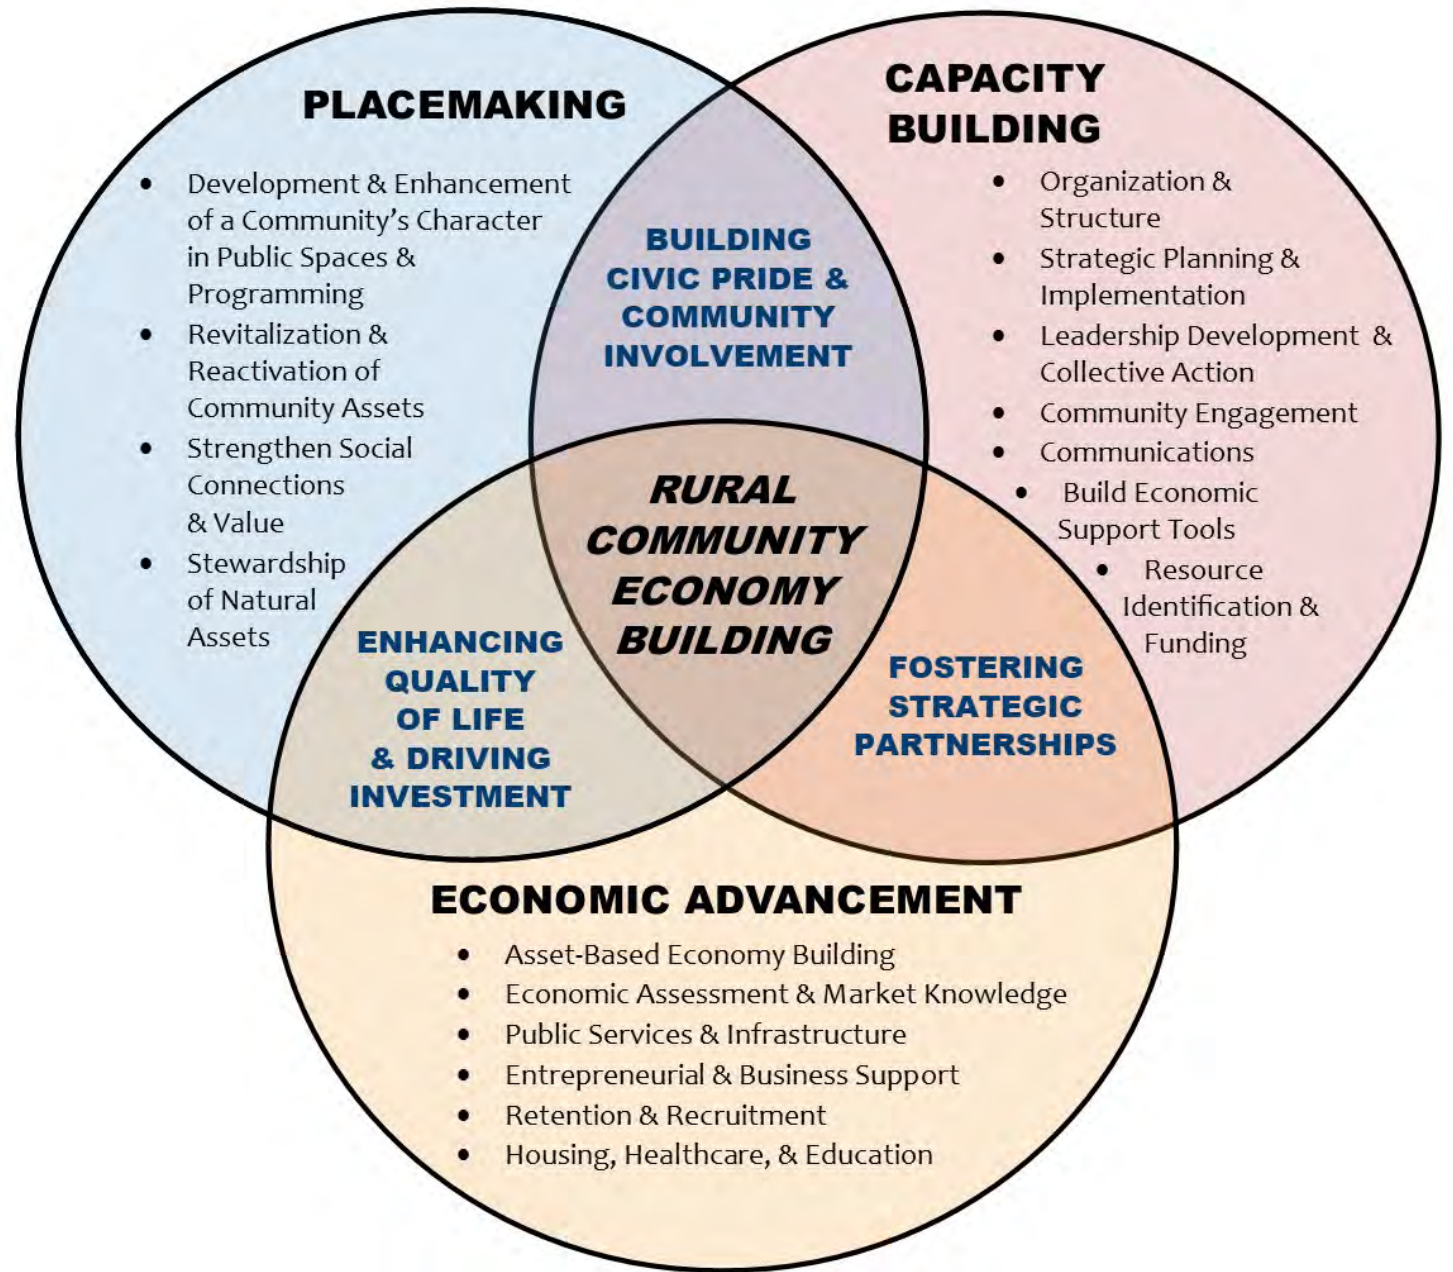 PLACEMAKING
• Development & Enhancement
of a Community’s Character
in Public Spaces &
Programming
• Revitalization &
Reactivation of
Community Assets
• Strengthen Social
Connections
& Value
• Stewardship
of Natural
Assets
CAPACITY
BUILDING
• Organization &
Structure
• Strategic Planning &
Implementation
• Leadership Development &
Collective Action
• Community Engagement
• Communications
• Build Economic
Support Tools
• Resource
Identification &
Funding
BUILDING
CIVIC PRIDE &
COMMUNITY
INVOLVEMENT
RURAL
COMMUNITY
ECONOMY
BUILDING
ENHANCING
QUALITY
OF LIFE
& DRIVING
INVESTMENT
FOSTERING
STRATEGIC
PARTNERSHIPS
ECONOMIC ADVANCEMENT
• Asset-Based Economy Building
• Economic Assessment & Market Knowledge
• Public Services & Infrastructure
• Entrepreneurial & Business Support
• Retention & Recruitment
• Housing, Healthcare, & Education